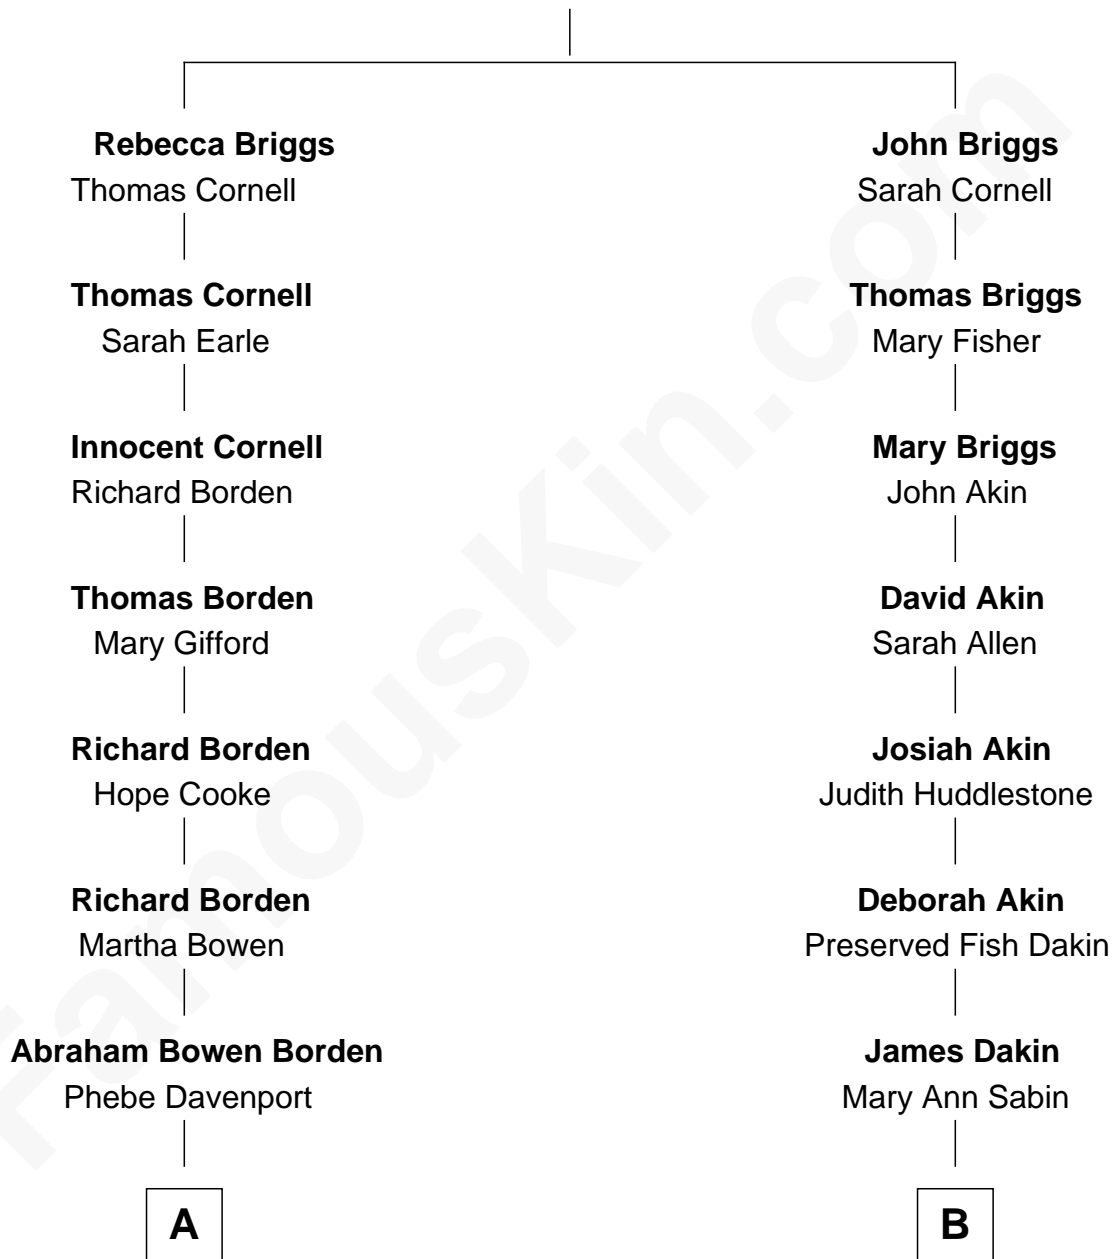 Rebecca Briggs
Thomas Cornell
Thomas Cornell
Sarah Earle
Innocent Cornell
Richard Borden
Thomas Borden
Mary Gifford
Richard Borden
Hope Cooke
Richard Borden
Martha Bowen
Abraham Bowen Borden
Phebe Davenport
A
John Briggs
Sarah Cornell
Thomas Briggs
Mary Fisher
Mary Briggs
John Akin
David Akin
Sarah Allen
Josiah Akin
Judith Huddlestone
Deborah Akin
Preserved Fish Dakin
James Dakin
Mary Ann Sabin
B
FamousKin.com